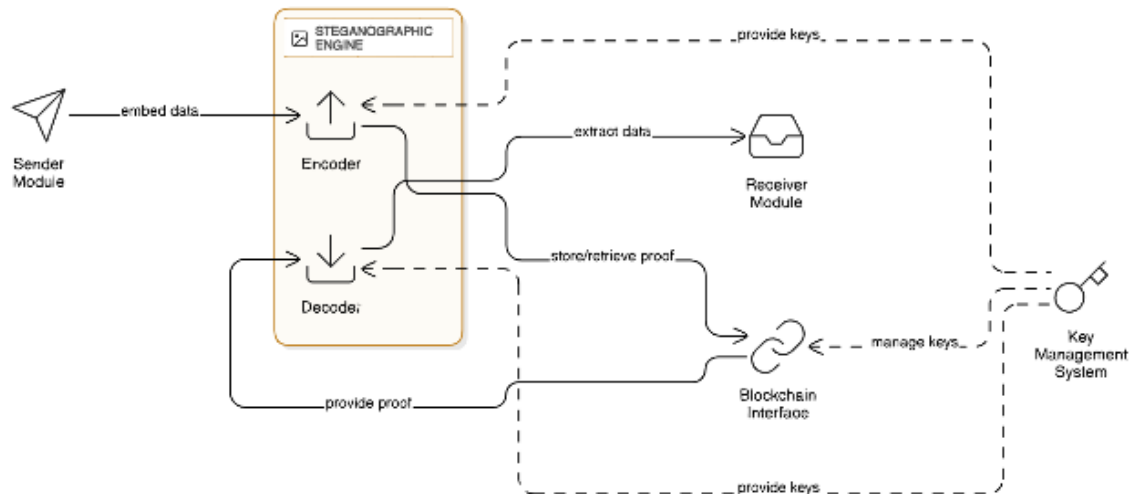 STEGANOGRAPHIC
ENGINE
provide keys
embed data
extract data
Sender
Module
Encoder
Receiver
Module
store/retrieve proof
Decoder
manage keys
Key
Management
System
Blockchain
Interface
provide proof
provide keys